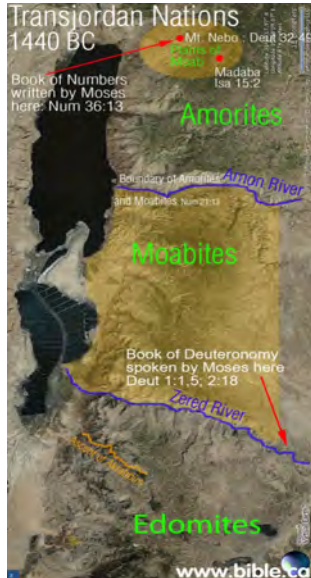 Transjordan Nations
1440 BC
Mt. Nebo : Deut 32:49
Plains of
Moab
Madaba
Isa 15:2
Book of Numbers
written by Moses
here: Num 36:13
Amorites
Boundary of Amorites
and Moabites Num 21:13
Arnon River
Moabites
Book of Deuteronomy
spoken by Moses here
Deut 1:1,5; 2:18
Zered River
Edomites
www.bible.ca